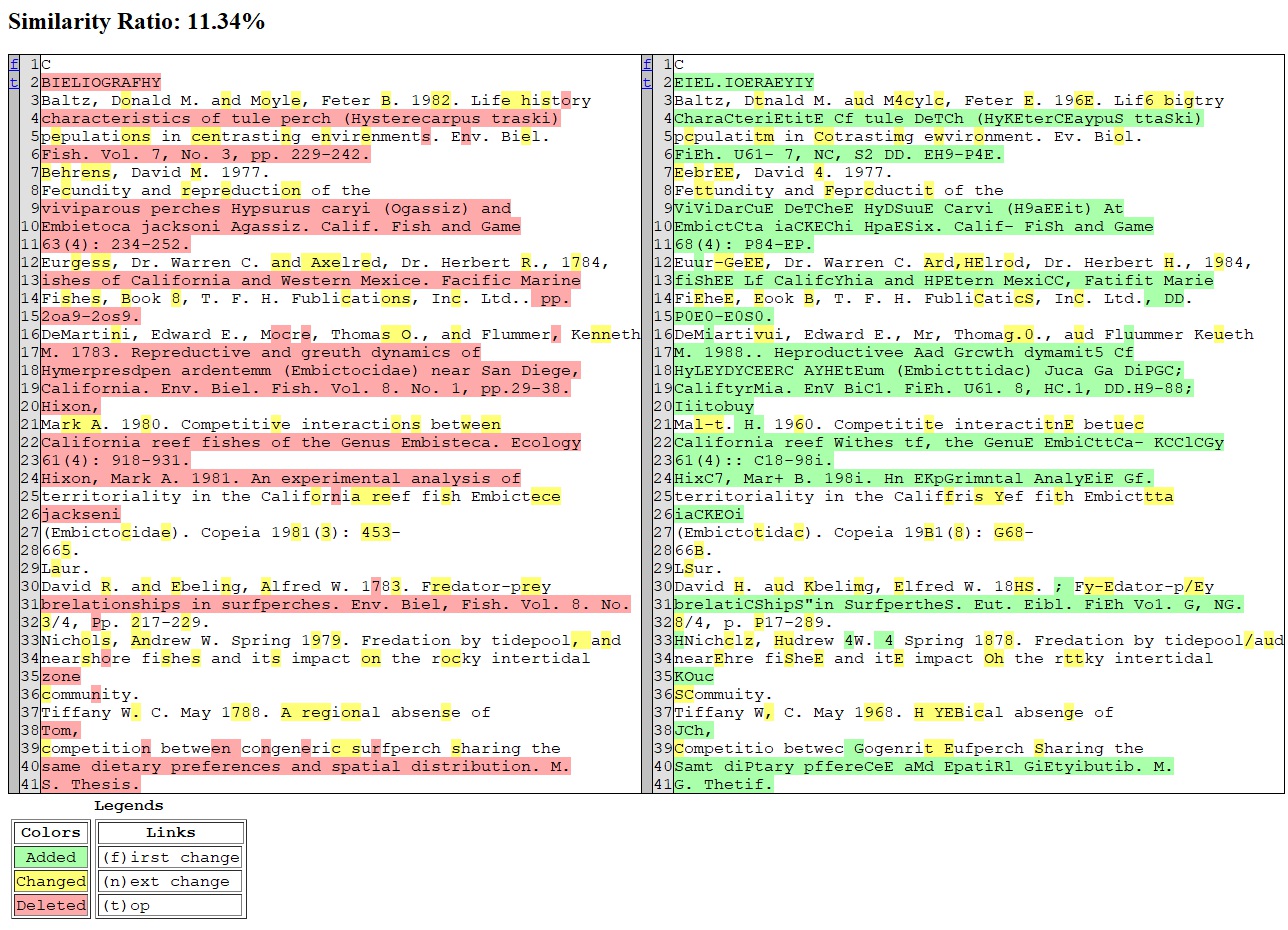 Similarity Ratio: 11.34%
f 1 C
t 2 BIELIOGRAFHY
3 Baltz, Donald M. and Moyle, Feter B. 1982. Life history
4 characteristics of tule perch (Hysterecarpus traski)
5 pepulations in centrasting envirenments. Env. Biel.
6 Fish. Vol. 7, No. 3, pp. 229-242.
7 Behrens, David M. 1977.
8 Fecundity and repreduction of the
9 viviparous perches Hypsurus caryi (Ogassiz) and
10 Embietoca jacksoni Agassiz. Calif. Fish and Game
11 63(4): 234-252.
12 Eurgess, Dr. Warren C. and Axelred, Dr. Herbert R., 1784,
13 ishes of California and Western Mexice. Facific Marine
14 Fishes, Book 8, T. F. H. Fublications, Inc. Ltd.. pp.
15 2oa9-2os9.
16 DeMartini, Edward E., Mocre, Thomas O., and Flummer, Kenneth
17 M. 1783. Repreductive and greuth dynamics of
18 Hymerpresdpen ardentemm (Embictocidae) near San Diege,
19 California. Env. Biel. Fish. Vol. 8. No. 1, pp.29-38.
20 Hixon,
21 Mark A. 1980. Competitive interactions between
22 California reef fishes of the Genus Embisteca. Ecology
23 61(4): 918-931.
24 Hixon, Mark A. 1981. An experimental analysis of
25 territoriality in the California reef fish Embictece
26 jackseni
27 (Embictocidae). Copeia 1981(3): 453-
28 665.
29 Laur.
30 David R. and Ebeling, Alfred W. 1783. Fredator-prey
31 brelationships in surfperches. Env. Biel, Fish. Vol. 8. No.
32 3/4, Pp. 217-229.
33 Nichols, Andrew W. Spring 1979. Fredation by tidepool, and
34 nearshore fishes and its impact on the rocky intertidal
35 zone
36 community.
37 Tiffany W. C. May 1788. A regional absense of
38 Tom,
39 competition between congeneric surfperch sharing the
40 same dietary preferences and spatial distribution. M.
41 S. Thesis.
f 1 C
t 2 EIEL.IOERAEYIY
3 Baltz, Dtnald M. aud M4cylc, Feter E. 196E. Lif6 bigtry
4 CharaCteriEtitE Cf tule DeTCh (HyKEterCEaypuS ttaSki)
5 pcpulatitm in Cotrastimg ewvironment. Ev. Biol.
6 FiEh. U61- 7, NC, S2 DD. EH9-P4E.
7 EebrEE, David 4. 1977.
8 Fettundity and Feprcductit of the
9 ViViDarCuE DeTCheE HyDSuuE Carvi (H9aEEit) At
10 EmbictCta iaCKEChi HpaESix. Calif- FiSh and Game
11 68(4): P84-EP.
12 Euur-GeEE, Dr. Warren C. Ard,HElrod, Dr. Herbert H., 1984,
13 fiShEE Lf CalifcYhia and HPEtern MexiCC, Fatifit Marie
14 FiEheE, Eook B, T. F. H. FubliCaticS, InC. Ltd., DD.
15 P0E0-E0S0.
16 DeMiartivui, Edward E., Mr, Thomag.0., aud Fluummer Keueth
17 M. 1988.. Heproductivee Aad Grcwth dymamit5 Cf
18 HyLEYDYCEERC AYHEtEum (Embictttidac) Juca Ga DiPGC;
19 CaliftyrMia. EnV BiC1. FiEh. U61. 8, HC.1, DD.H9-88;
20 Iiitobuy
21 Mal-t. H. 1960. Competitite interactitnE betuec
22 California reef Withes tf, the GenuE EmbiCttCa- KCClCGy
23 61(4):: C18-98i.
24 HixC7, Mar+ B. 198i. Hn EKpGrimntal AnalyEiE Gf.
25 territoriality in the Califfris Yef fith Embicttta
26 iaCKEOi
27 (Embictotidac). Copeia 19B1(8): G68-
28 66B.
29 LSur.
30 David H. aud Kbelimg, Elfred W. 18HS. ; Fy-Edator-p/Ey
31 brelatiCShipS"in SurfpertheS. Eut. Eibl. FiEh Vo1. G, NG.
32 8/4, p. P17-289.
33 HNichclz, Hudrew 4W. 4 Spring 1878. Fredation by tidepool/aud
34 nearEhre fiSheE and itE impact Oh the rttky intertidal
35 KOuc
36 SCommuity.
37 Tiffany W, C. May 1968. H YEBical absenge of
38 JCh,
39 Competitio betwec Gogenrit Eufperch Sharing the
40 Samt diPtary pffereCeE aMd EpatiRl GiEtyibutib. M.
41 G. Thetif.
Legends
Colors Links
Added (f)irst change
Changed (n)ext change
Deleted (t)op